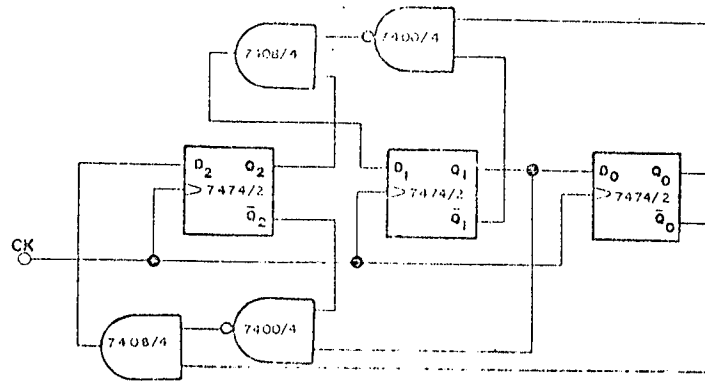 7408/4
7400/4
D₂ Q₂
7474/2
Q̄₂
D₁ Q₁
7474/2
Q̄₁
D₀ Q₀
7474/2
Q̄₀
CK
7408/4
7400/4